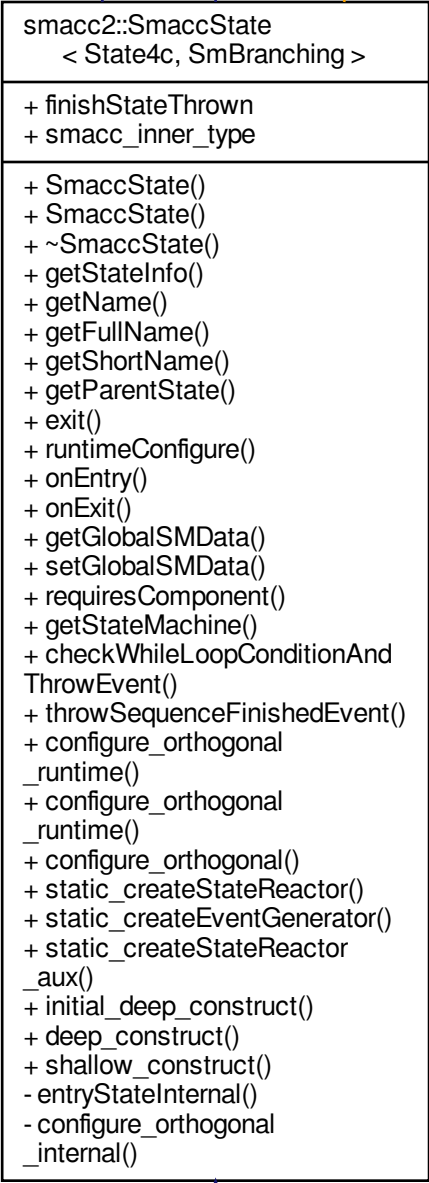 smacc2::SmaccState
< State4c, SmBranching >
+ finishStateThrown
+ smacc_inner_type
+ SmaccState()
+ SmaccState()
+ ~SmaccState()
+ getStateInfo()
+ getName()
+ getFullName()
+ getShortName()
+ getParentState()
+ exit()
+ runtimeConfigure()
+ onEntry()
+ onExit()
+ getGlobalSMData()
+ setGlobalSMData()
+ requiresComponent()
+ getStateMachine()
+ checkWhileLoopConditionAnd
ThrowEvent()
+ throwSequenceFinishedEvent()
+ configure_orthogonal
_runtime()
+ configure_orthogonal
_runtime()
+ configure_orthogonal()
+ static_createStateReactor()
+ static_createEventGenerator()
+ static_createStateReactor
_aux()
+ initial_deep_construct()
+ deep_construct()
+ shallow_construct()
- entryStateInternal()
- configure_orthogonal
_internal()